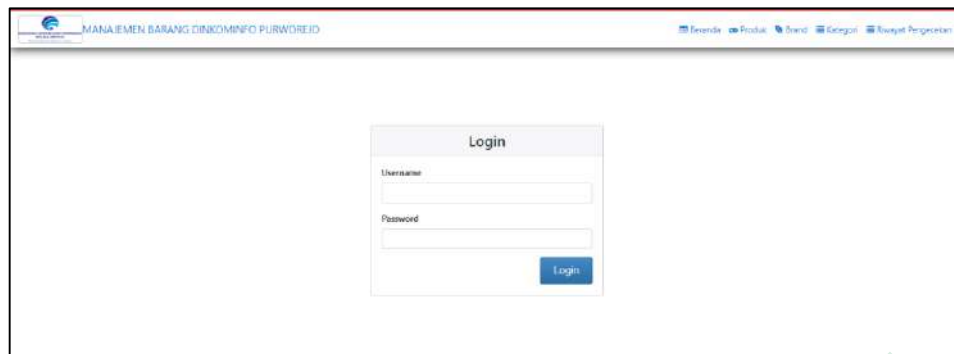 MANAJEMEN BARANG DINKOMINFO PURWOREJO
Beranda Produk Brand Kategori Riwayat Pengecekan
Login
Username
Password
Login